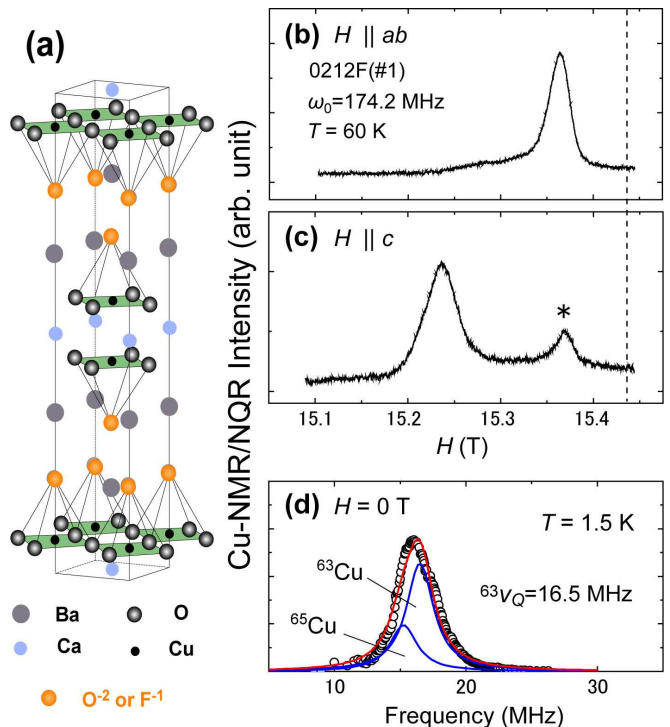 (a)
Ba
O
Ca
Cu
O⁻² or F⁻¹
Cu-NMR/NQR Intensity (arb. unit)
(b) H || ab
0212F(#1)
ω₀=174.2 MHz
T = 60 K
(c) H || c
*
15.1 15.2 15.3 15.4
H (T)
(d) H = 0 T
T = 1.5 K
⁶³Cu
⁶³νQ=16.5 MHz
⁶⁵Cu
10 20 30
Frequency (MHz)